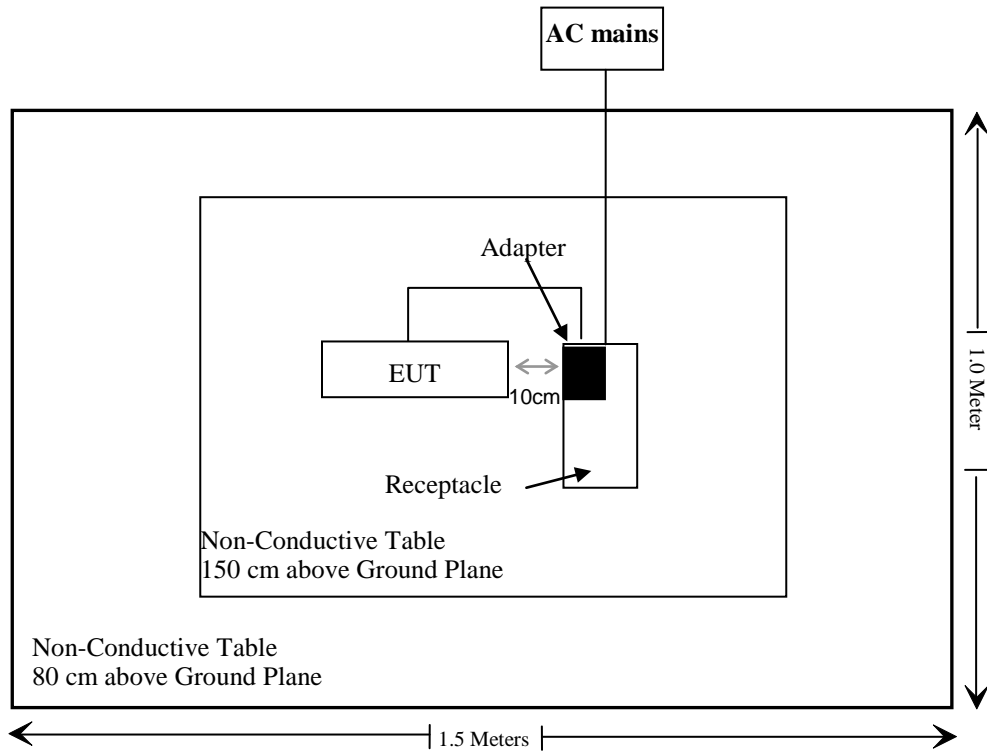 AC mains
Adapter
EUT
10cm
Receptacle
Non-Conductive Table
150 cm above Ground Plane
Non-Conductive Table
80 cm above Ground Plane
1.0 Meter
1.5 Meters